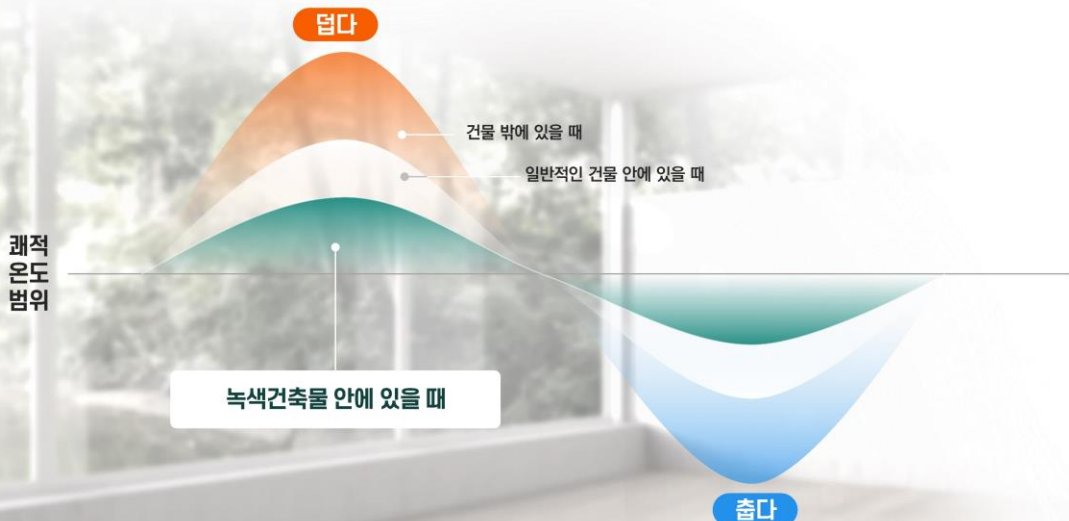 덥다
건물 밖에 있을 때
일반적인 건물 안에 있을 때
쾌적
온도
범위
녹색건축물 안에 있을 때
춥다